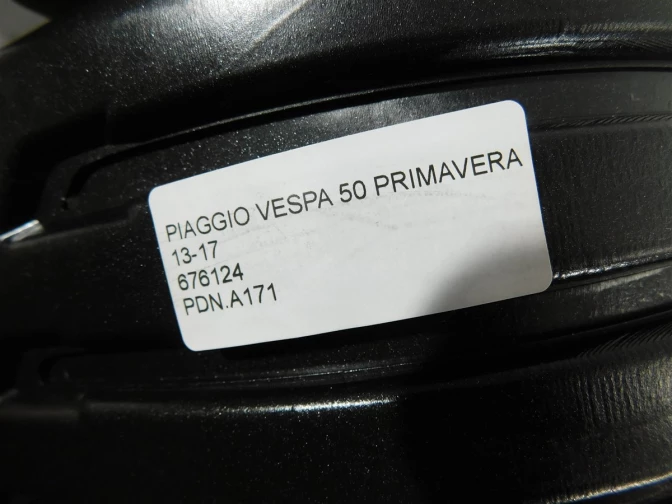 PIAGGIO VESPA 50 PRIMAVERA
13-17
676124
PDN.A171